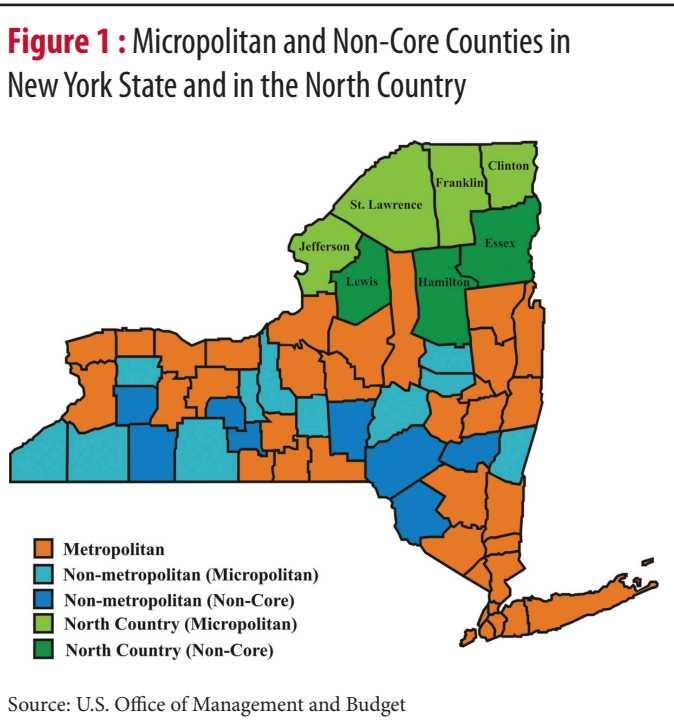 Figure 1 : Micropolitan and Non-Core Counties in
New York State and in the North Country
Clinton
Franklin
St. Lawrence
Essex
Jefferson
Lewis
Hamilton
Metropolitan
Non-metropolitan (Micropolitan)
Non-metropolitan (Non-Core)
North Country (Micropolitan)
North Country (Non-Core)
Source: U.S. Office of Management and Budget